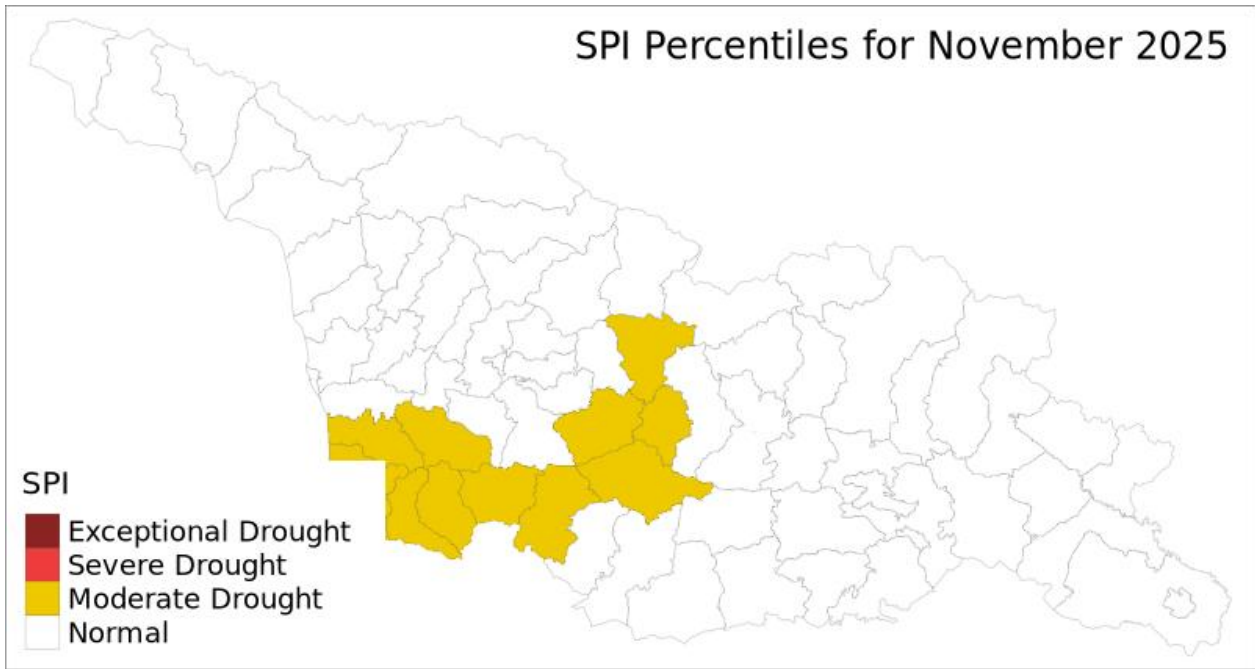 SPI Percentiles for November 2025
SPI
Exceptional Drought
Severe Drought
Moderate Drought
Normal